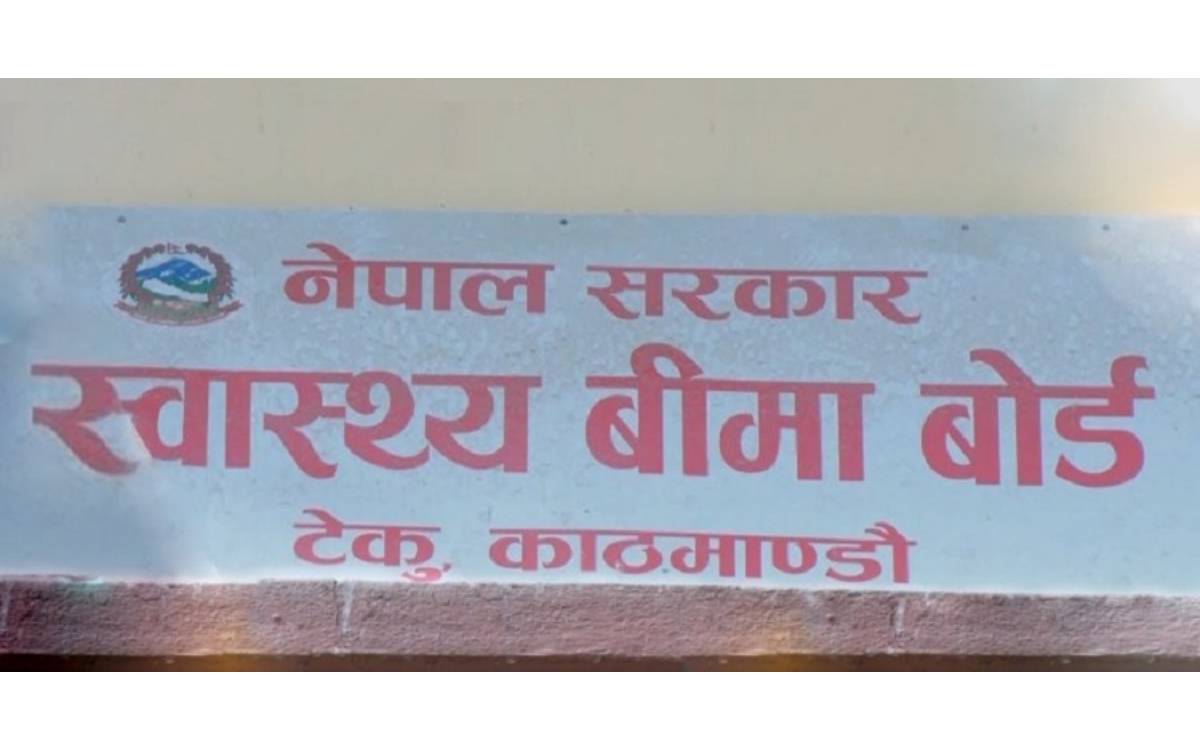 नेपाल सरकार
स्वास्थ्य बीमा बोर्ड
टेकु, काठमाण्डौ